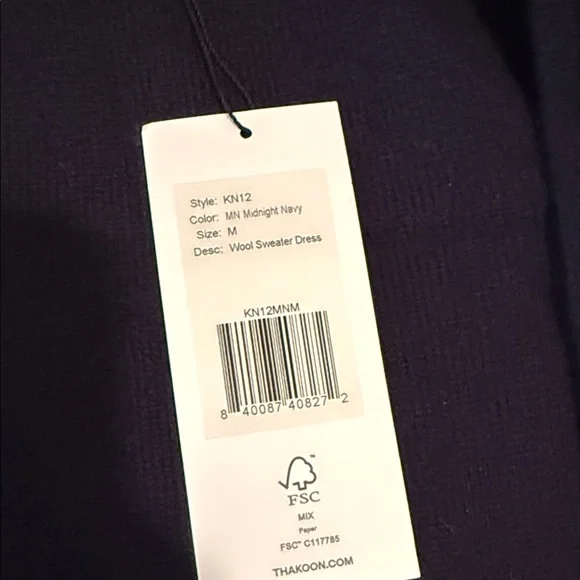 Style: KN12
Color: MN Midnight Navy
Size: M
Desc: Wool Sweater Dress
KN12MNM
8 40087 40827 2
FSC
MIX
Paper
FSC™ C117785
THAKOON.COM